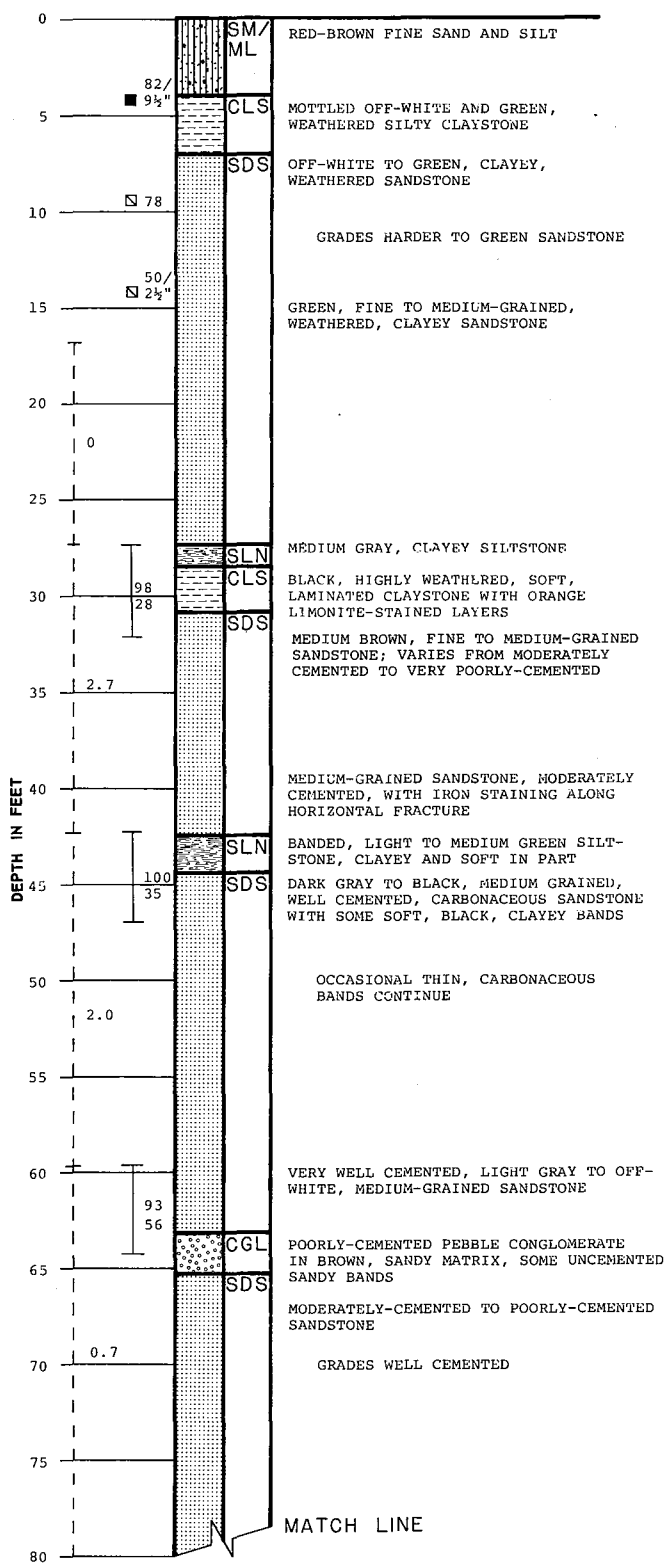 0
SM/
ML
RED-BROWN FINE SAND AND SILT
82/
9½"
CLS
MOTTLED OFF-WHITE AND GREEN,
WEATHERED SILTY CLAYSTONE
5
SDS
OFF-WHITE TO GREEN, CLAYEY,
WEATHERED SANDSTONE
78
10
GRADES HARDER TO GREEN SANDSTONE
50/
2½"
15
GREEN, FINE TO MEDIUM-GRAINED,
WEATHERED, CLAYEY SANDSTONE
20
0
25
SLN
MEDIUM GRAY, CLAYEY SILTSTONE
CLS
BLACK, HIGHLY WEATHERED, SOFT,
LAMINATED CLAYSTONE WITH ORANGE
LIMONITE-STAINED LAYERS
98
28
30
SDS
MEDIUM BROWN, FINE TO MEDIUM-GRAINED
SANDSTONE; VARIES FROM MODERATELY
CEMENTED TO VERY POORLY-CEMENTED
2.7
35
40
MEDIUM-GRAINED SANDSTONE, MODERATELY
CEMENTED, WITH IRON STAINING ALONG
HORIZONTAL FRACTURE
DEPTH IN FEET
SLN
BANDED, LIGHT TO MEDIUM GREEN SILT-
STONE, CLAYEY AND SOFT IN PART
100
35
45
SDS
DARK GRAY TO BLACK, MEDIUM GRAINED,
WELL CEMENTED, CARBONACEOUS SANDSTONE
WITH SOME SOFT, BLACK, CLAYEY BANDS
50
OCCASIONAL THIN, CARBONACEOUS
BANDS CONTINUE
2.0
55
60
VERY WELL CEMENTED, LIGHT GRAY TO OFF-
WHITE, MEDIUM-GRAINED SANDSTONE
93
56
CGL
POORLY-CEMENTED PEBBLE CONGLOMERATE
IN BROWN, SANDY MATRIX, SOME UNCEMENTED
SANDY BANDS
65
SDS
MODERATELY-CEMENTED TO POORLY-CEMENTED
SANDSTONE
0.7
70
GRADES WELL CEMENTED
75
MATCH LINE
80